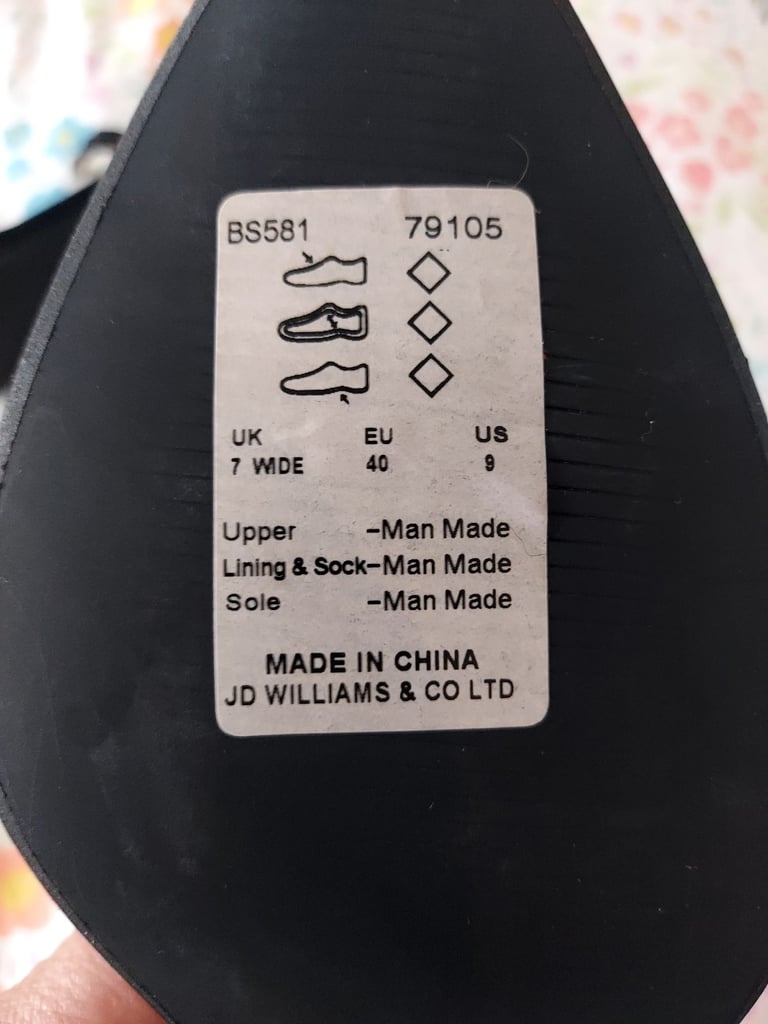 BS581 79105
UK EU US
7 WIDE 40 9
Upper -Man Made
Lining & Sock-Man Made
Sole -Man Made
MADE IN CHINA
JD WILLIAMS & CO LTD